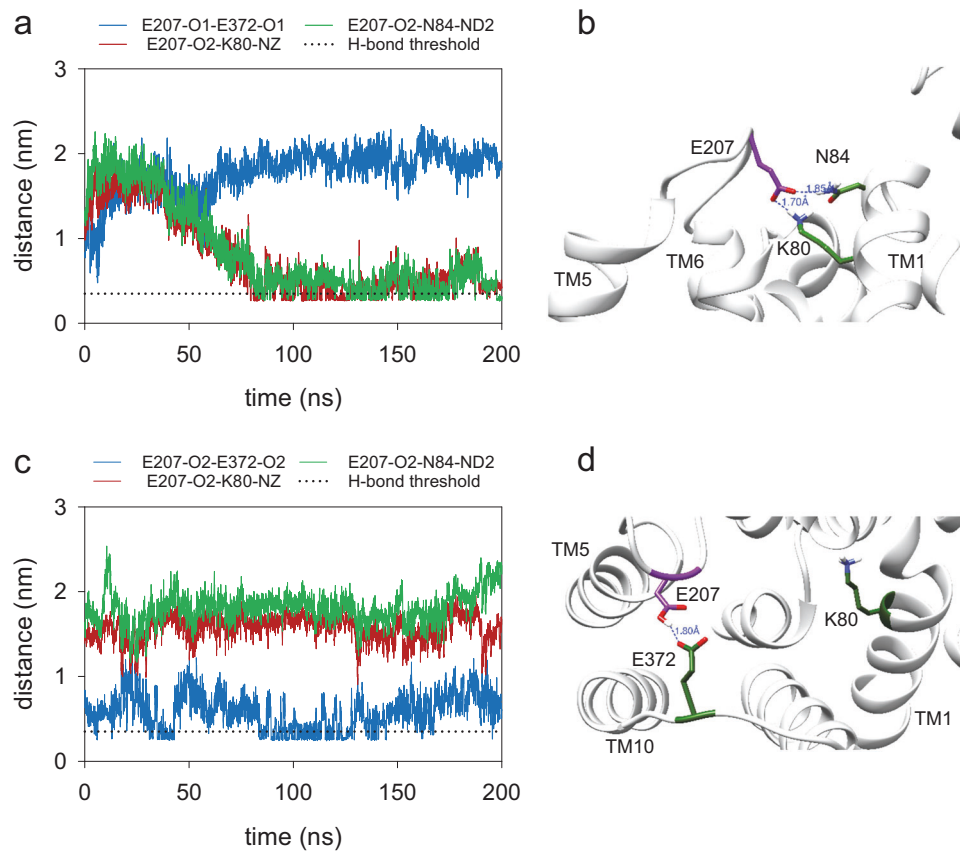 a
E207-O1-E372-O1
E207-O2-N84-ND2
E207-O2-K80-NZ
H-bond threshold
3
2
1
0
distance (nm)
0
50
100
150
200
time (ns)
b
E207
N84
1.85Å
1.70Å
K80
TM5
TM6
TM1
c
E207-O2-E372-O2
E207-O2-N84-ND2
E207-O2-K80-NZ
H-bond threshold
3
2
1
0
distance (nm)
0
50
100
150
200
time (ns)
d
TM5
E207
K80
1.80Å
E372
TM10
TM1